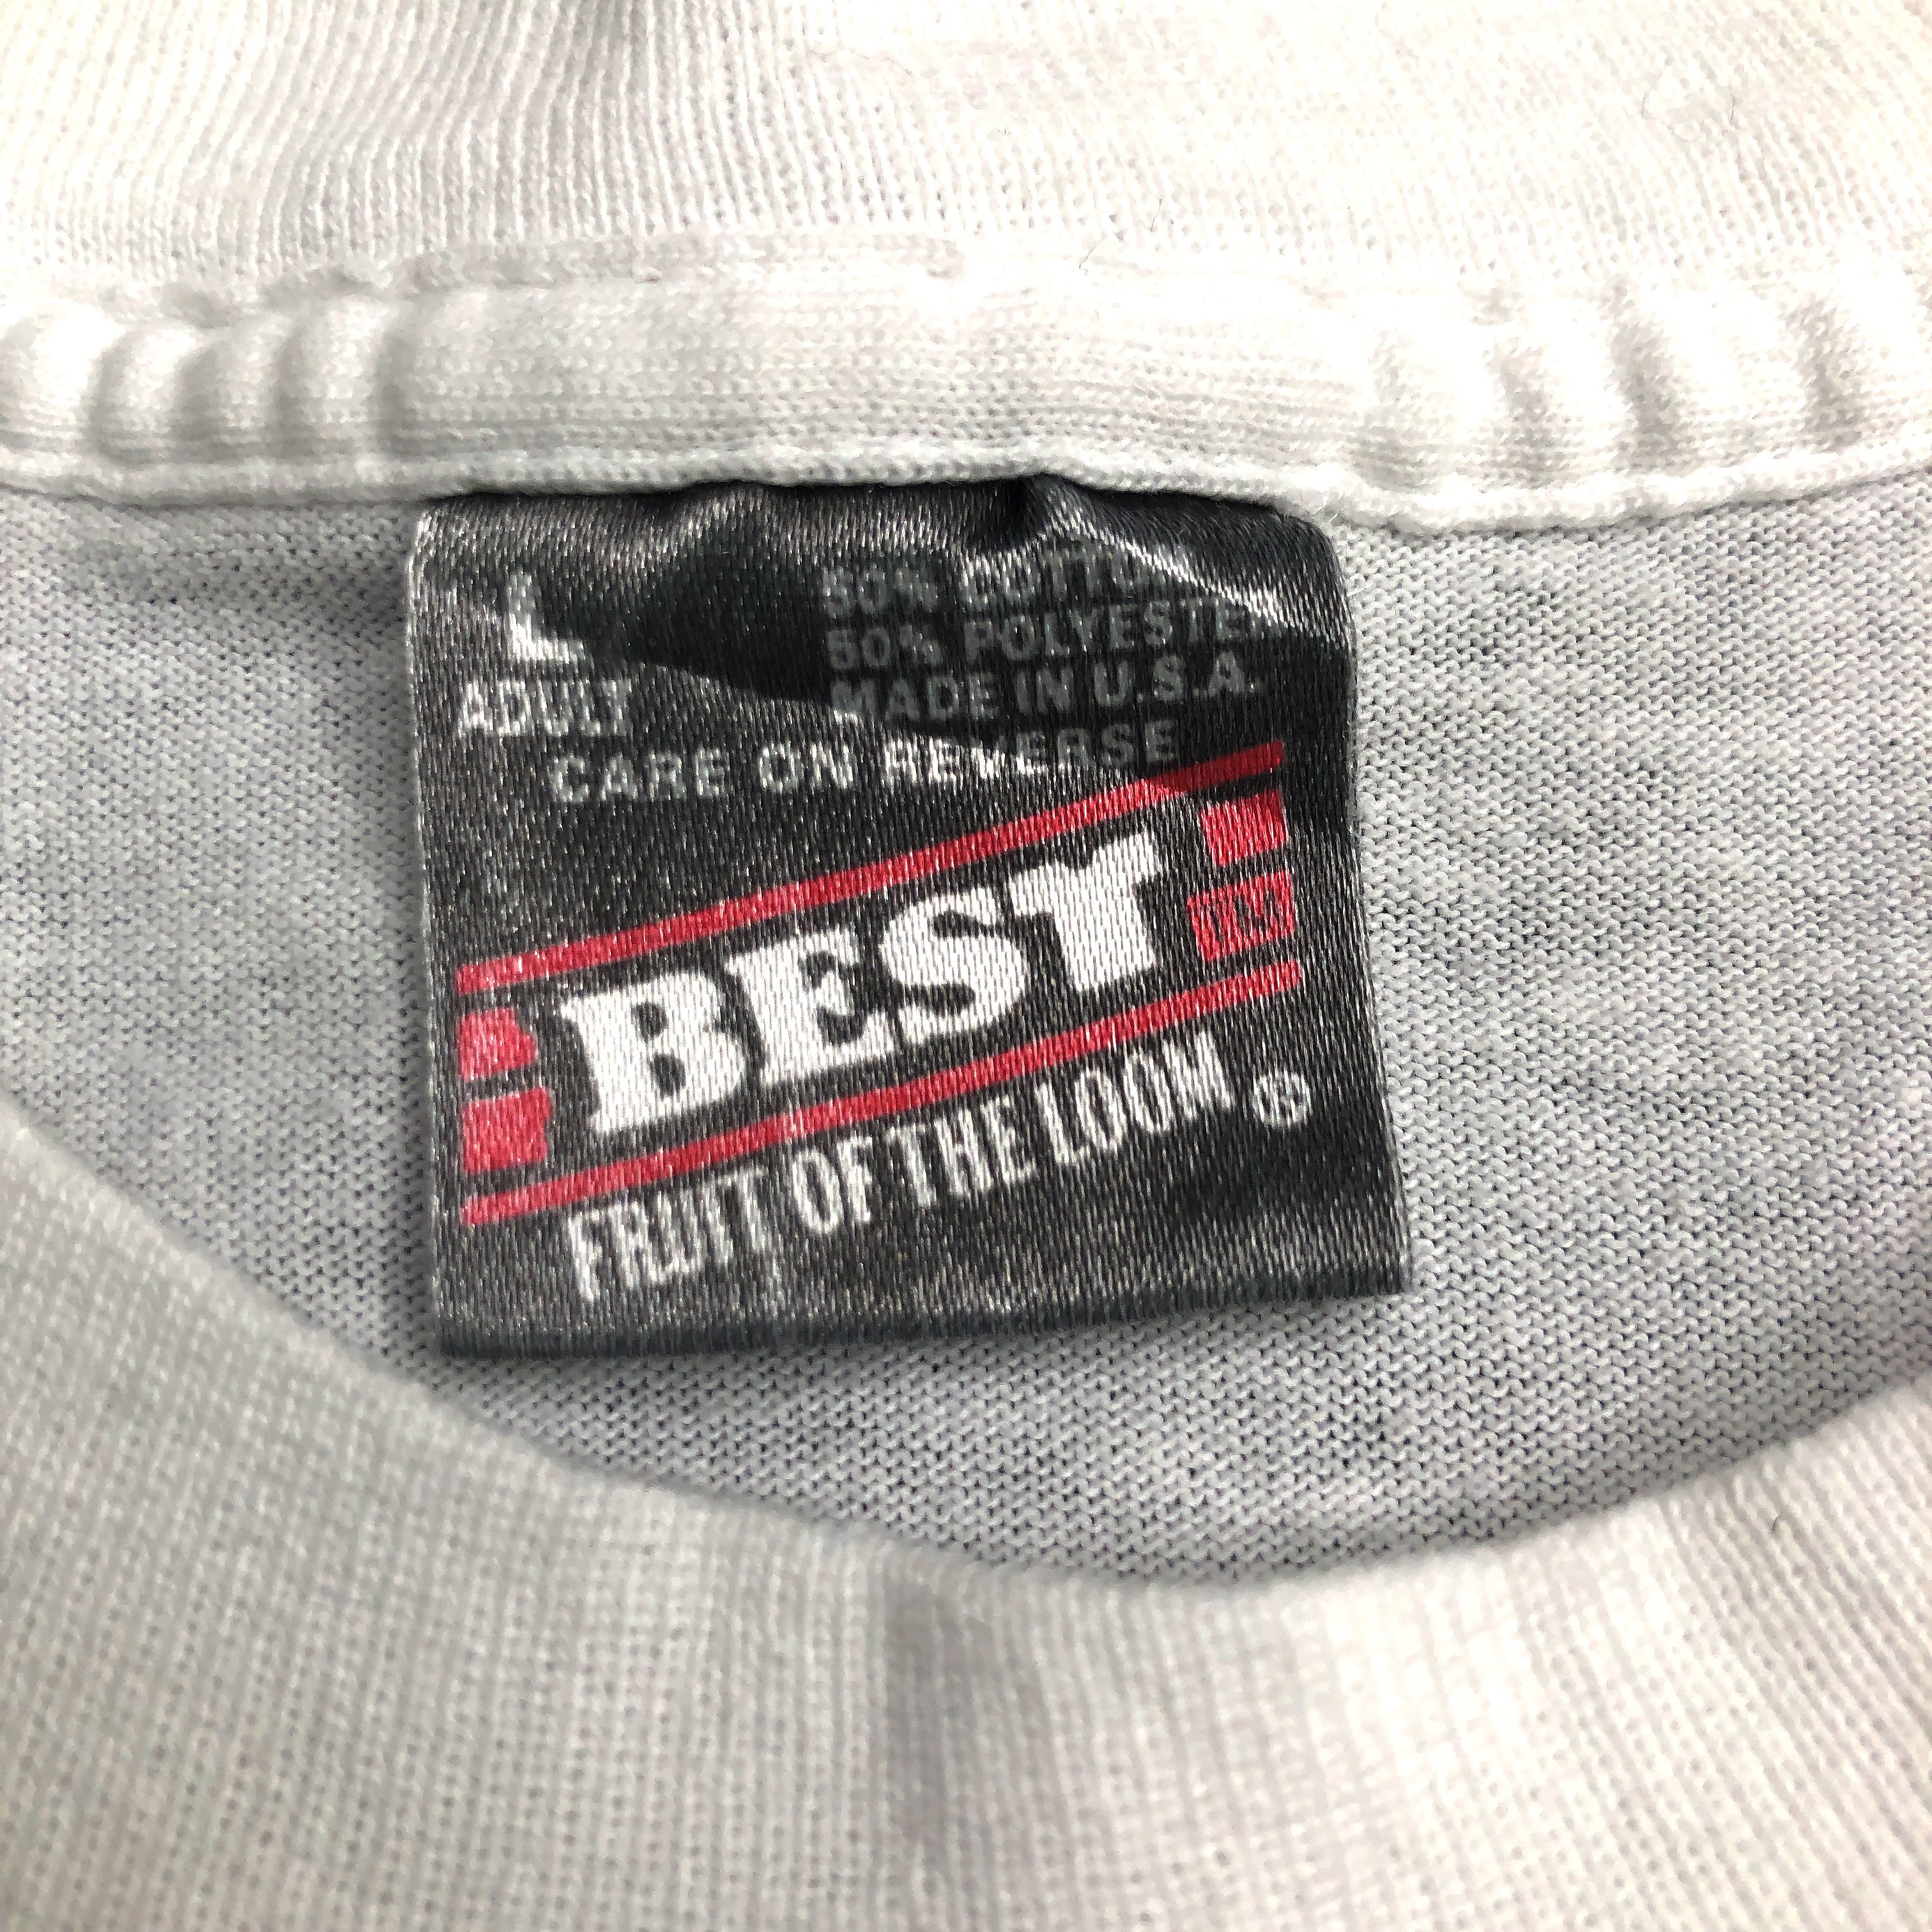 L
ADULT
50% COTTON
50% POLYESTER
MADE IN U.S.A.
CARE ON REVERSE
BEST
TM
FRUIT OF THE LOOM ®